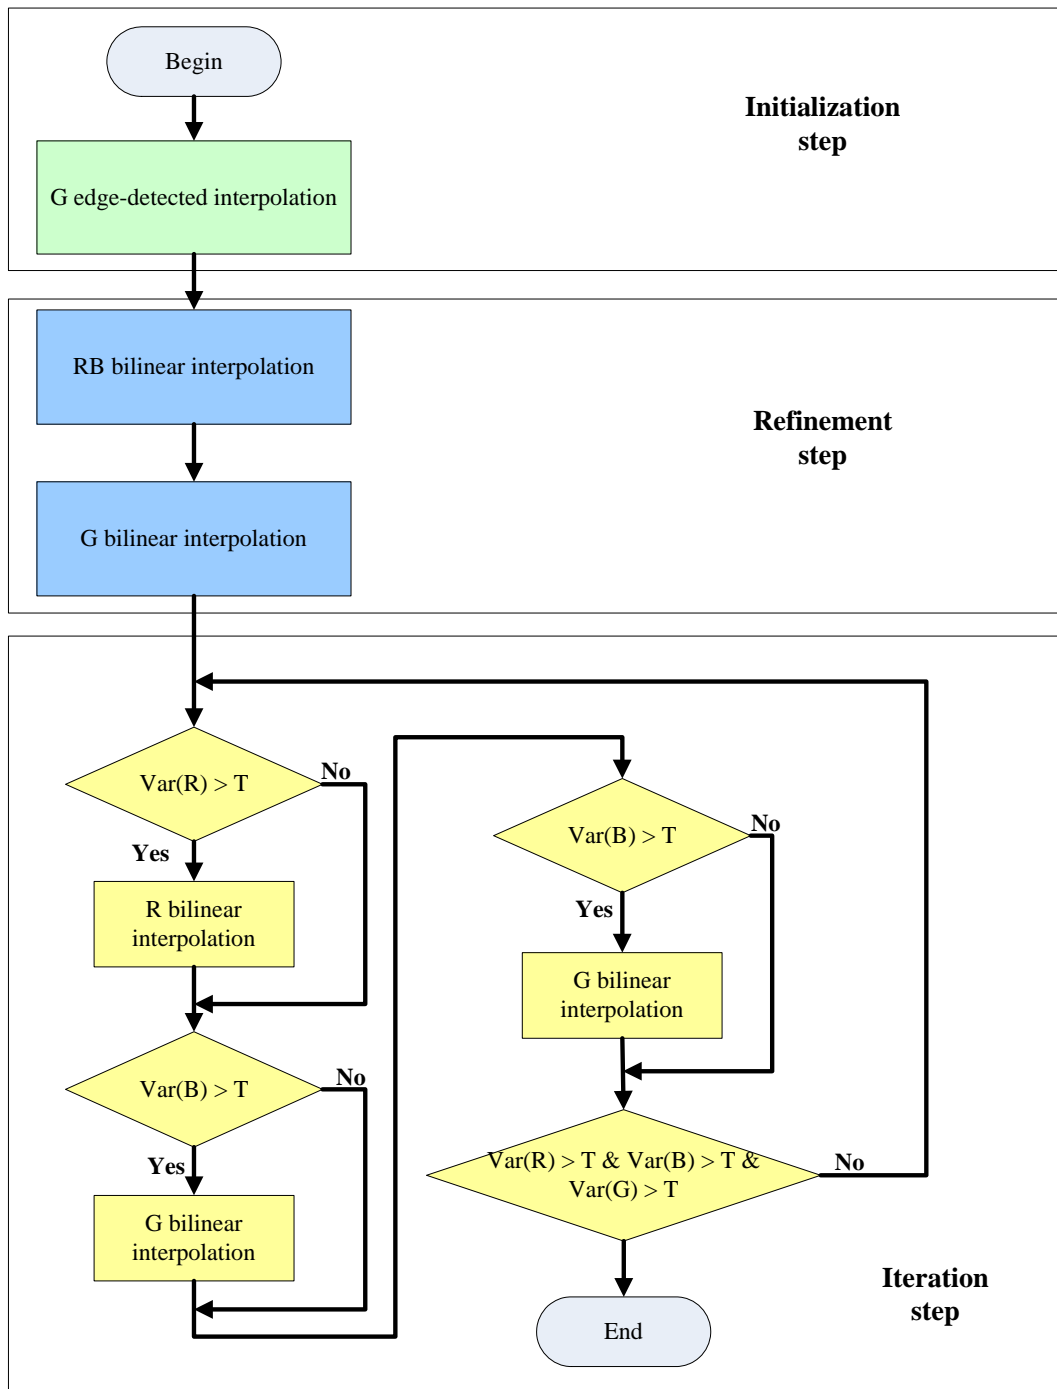 Begin
Initialization
step
G edge-detected interpolation
RB bilinear interpolation
Refinement
step
G bilinear interpolation
Var(R) > T
No
Yes
R bilinear
interpolation
Var(B) > T
No
Yes
G bilinear
interpolation
Var(B) > T
No
Yes
G bilinear
interpolation
Var(R) > T & Var(B) > T &
Var(G) > T
No
End
Iteration
step